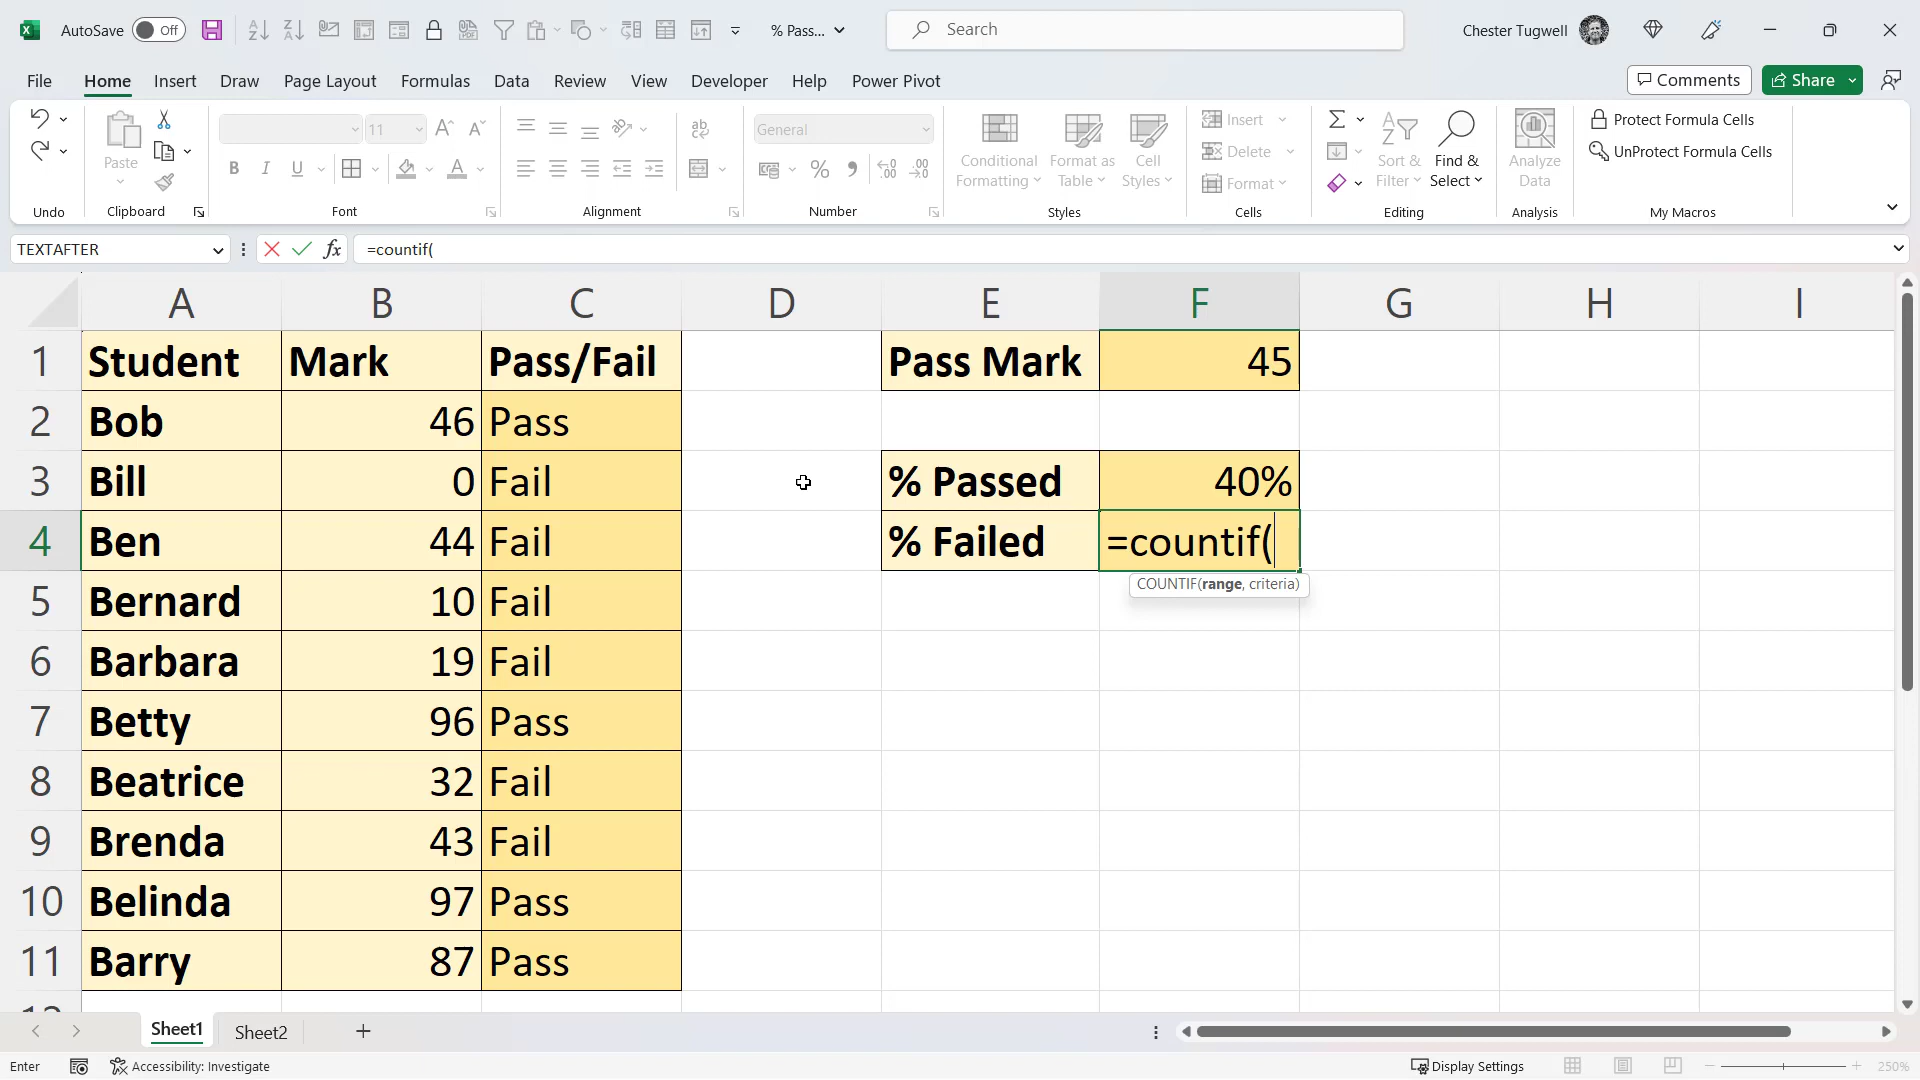 AutoSave Off % Pass... Search Chester Tugwell
File Home Insert Draw Page Layout Formulas Data Review View Developer Help Power Pivot Comments Share
Undo
Paste
Clipboard
11
B I U
Font
ab
Alignment
General
%
Number
Conditional Formatting
Format as Table
Cell Styles
Styles
Insert
Delete
Format
Cells
Sort & Filter
Find & Select
Editing
Analyze Data
Analysis
Protect Formula Cells
UnProtect Formula Cells
My Macros
TEXTAFTER fx =countif(
A B C D E F G H I
1 Student Mark Pass/Fail Pass Mark 45
2 Bob 46 Pass
3 Bill 0 Fail % Passed 40%
4 Ben 44 Fail % Failed =countif(
COUNTIF(range, criteria)
5 Bernard 10 Fail
6 Barbara 19 Fail
7 Betty 96 Pass
8 Beatrice 32 Fail
9 Brenda 43 Fail
10 Belinda 97 Pass
11 Barry 87 Pass
12
Sheet1 Sheet2
Enter Accessibility: Investigate Display Settings 250%